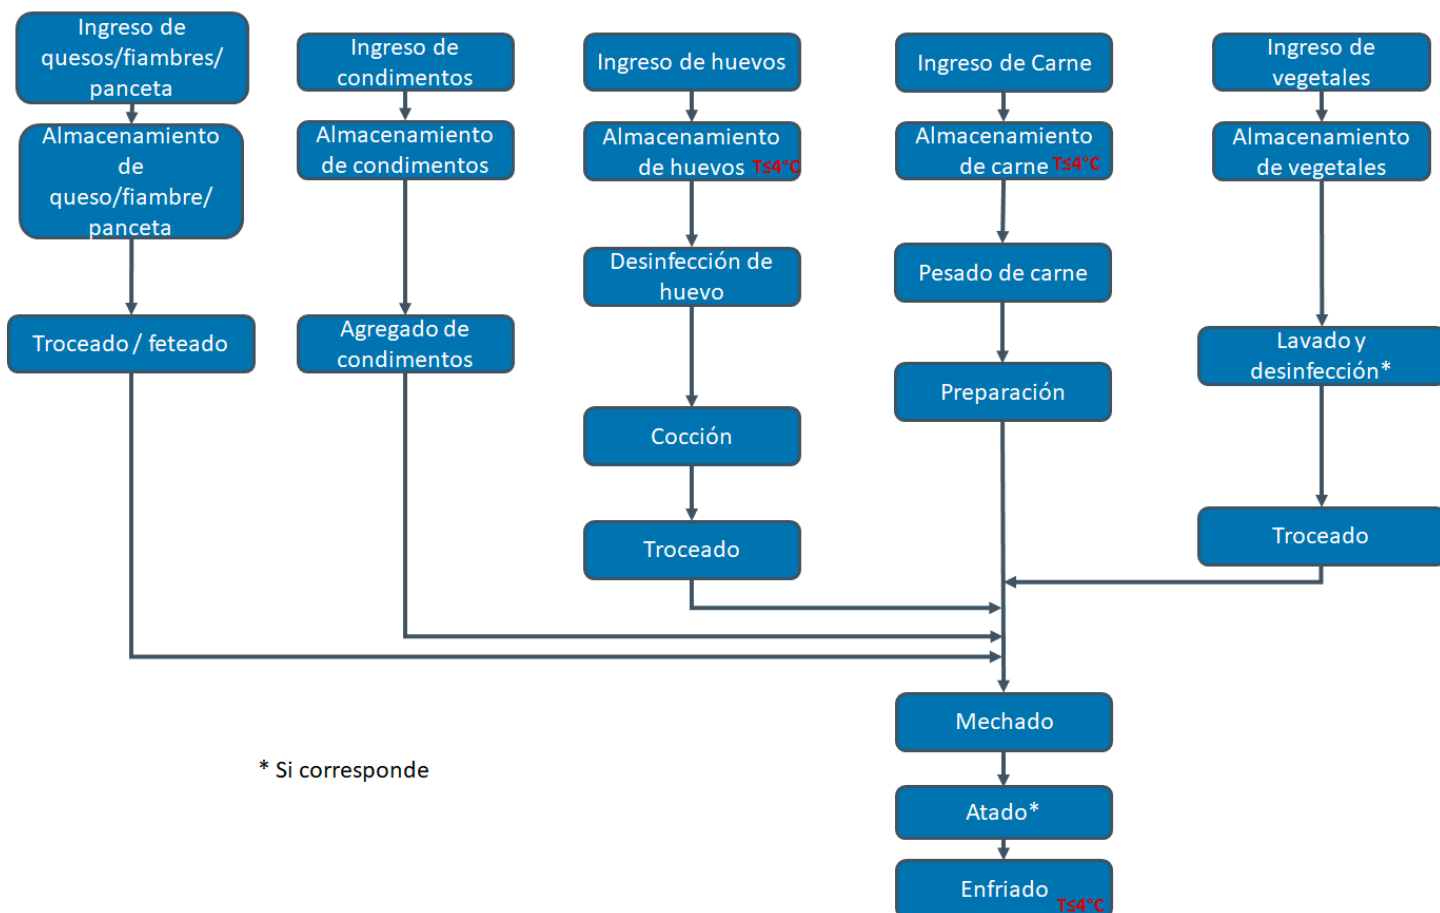 Ingreso de
quesos/fiambres/
panceta
Ingreso de
condimentos
Ingreso de huevos
Ingreso de Carne
Ingreso de
vegetales
Almacenamiento
de
queso/fiambre/
panceta
Almacenamiento
de condimentos
Almacenamiento
de huevos T≤4°C
Almacenamiento
de carne T≤4°C
Almacenamiento
de vegetales
Desinfección de
huevo
Pesado de carne
Troceado / feteado
Agregado de
condimentos
Lavado y
desinfección*
Preparación
Cocción
Troceado
Troceado
Mechado
* Si corresponde
Atado*
Enfriado T≤4°C